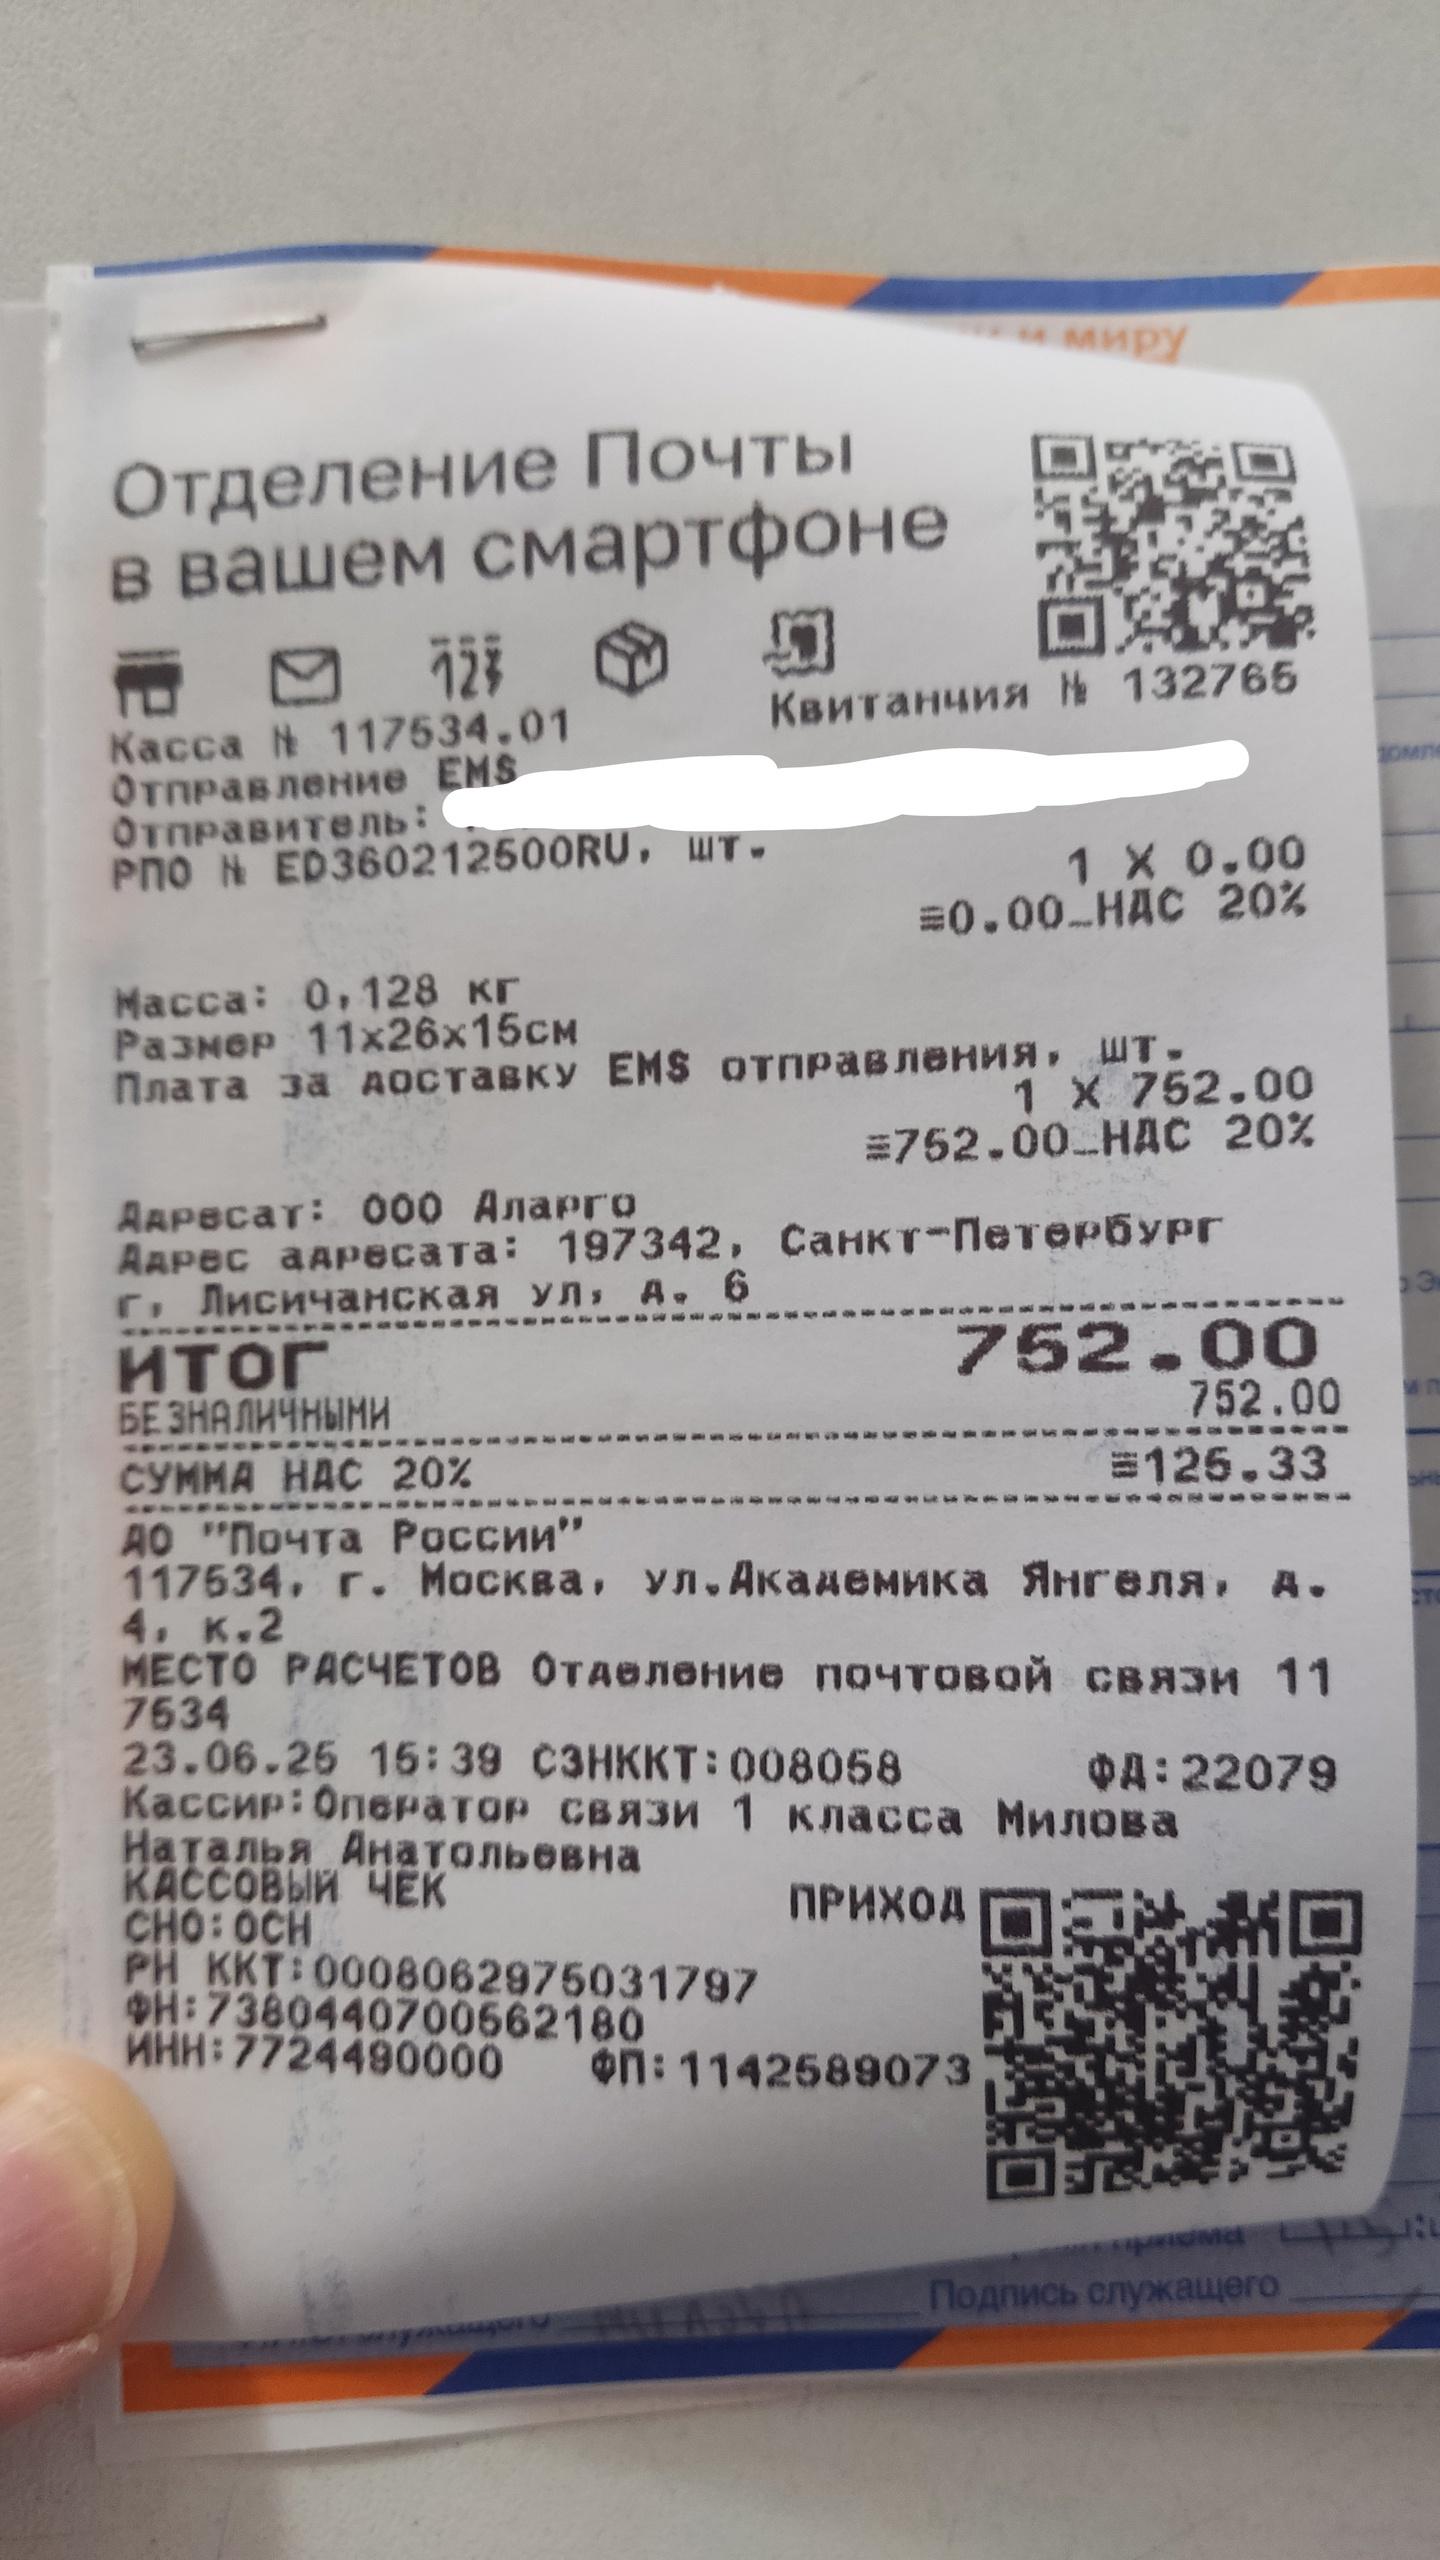 и миру
Отделение Почты
в вашем смартфоне
123
Квитанция № 132765
Касса № 117534.01
Отправление EMS
Отправитель:
РПО № ED360212500RU, шт.
1 X 0.00
≡0.00_НДС 20%
Масса: 0,128 кг
Размер 11х26х15см
Плата за доставку EMS отправления, шт.
1 X 752.00
≡752.00_НДС 20%
Адресат: ООО Аларго
Адрес адресата: 197342, Санкт-Петербург
г, Лисичанская ул, д. 6
ИТОГ 752.00
БЕЗНАЛИЧНЫМИ 752.00
СУММА НДС 20% ≡125.33
АО "Почта России"
117534, г. Москва, ул.Академика Янгеля, д.
4, к.2
МЕСТО РАСЧЕТОВ Отделение почтовой связи 11
7534
23.06.25 15:39 СЗНККТ:008058 ФД:22079
Кассир:Оператор связи 1 класса Милова
Наталья Анатольевна
КАССОВЫЙ ЧЕК ПРИХОД
СНО:ОСН
РН ККТ:0008062975031797
ФН:7380440700562180
ИНН:7724490000 ФП:1142589073
приема
служащего
Подпись служащего